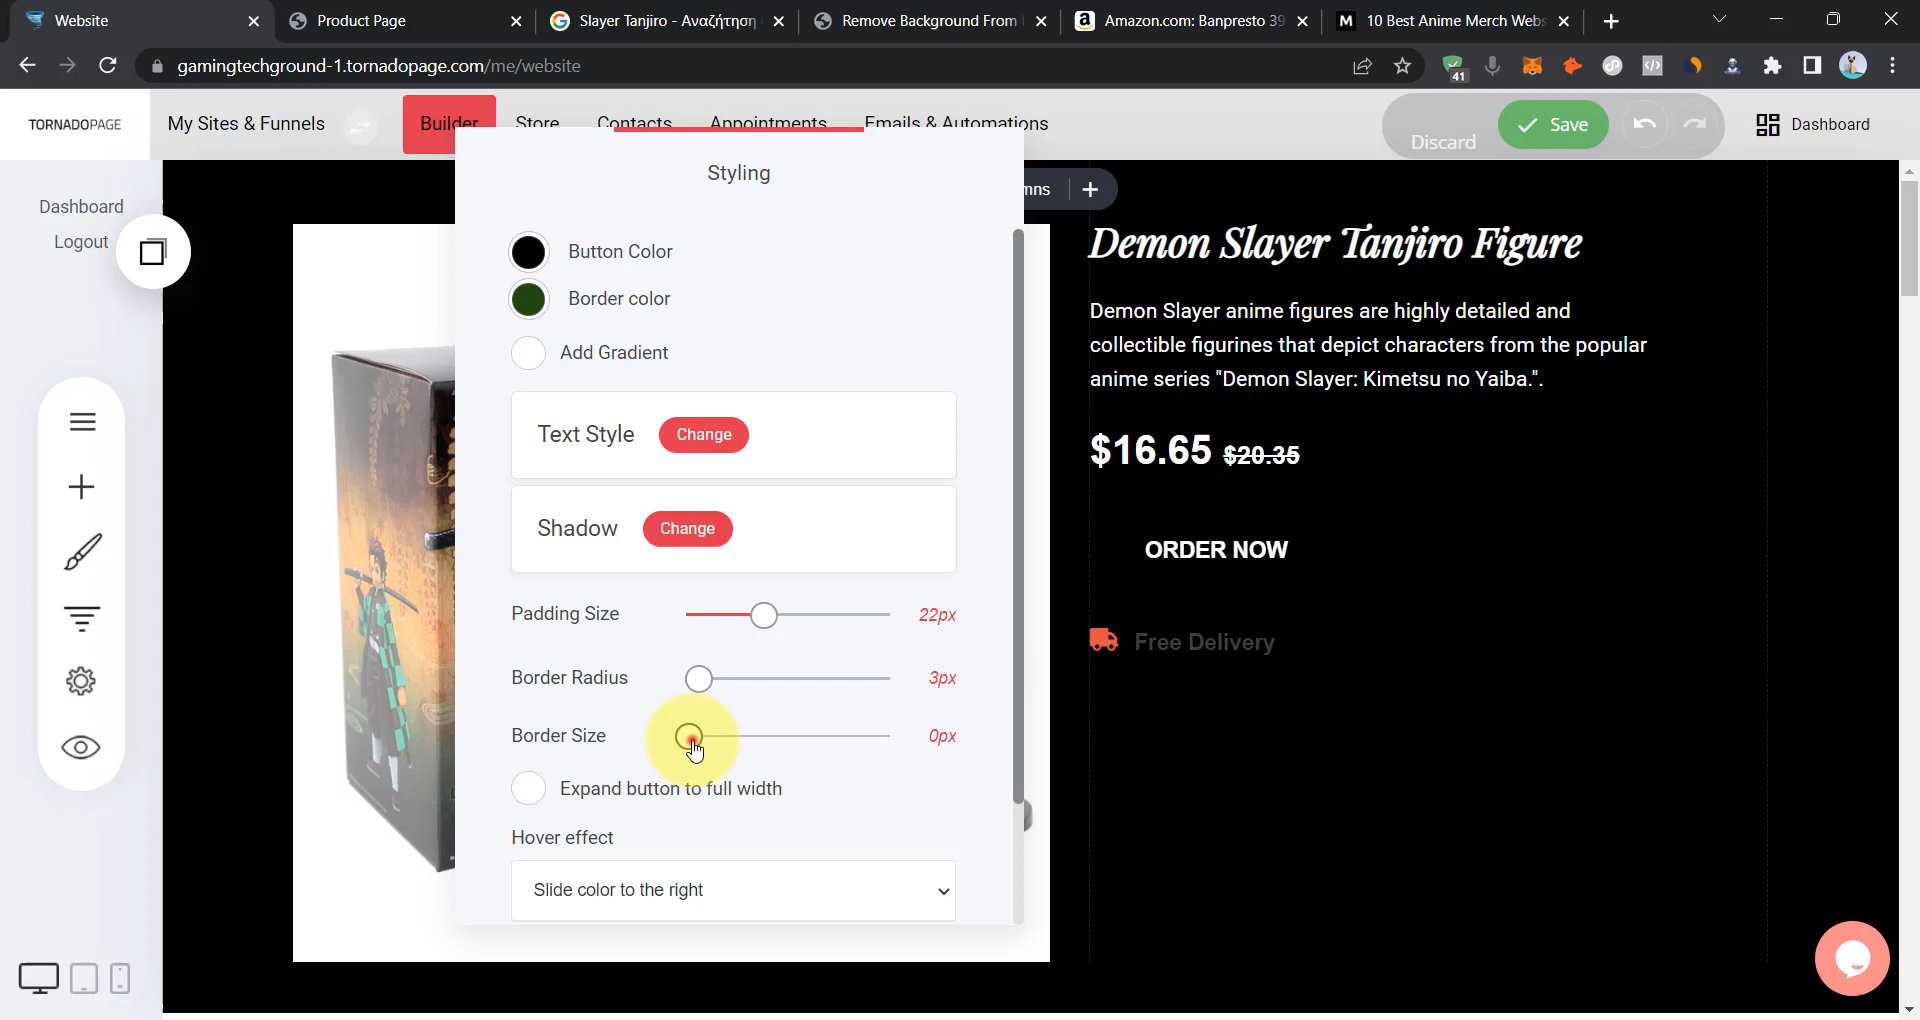 Website
Product Page
Slayer Tanjiro - Αναζήτηση
Remove Background From
Amazon.com: Banpresto 39
M 10 Best Anime Merch Webs
gamingtechground-1.tornadopage.com/me/website
41
TORNADOPAGE
My Sites & Funnels
Builder
Store
Contacts
Appointments
Emails & Automations
Discard
Save
Dashboard
Dashboard
Logout
mns
Styling
Button Color
Border color
Add Gradient
Text Style Change
Shadow Change
Padding Size 22px
Border Radius 3px
Border Size 0px
Expand button to full width
Hover effect
Slide color to the right
Demon Slayer Tanjiro Figure
Demon Slayer anime figures are highly detailed and
collectible figurines that depict characters from the popular
anime series "Demon Slayer: Kimetsu no Yaiba.".
$16.65 $20.35
ORDER NOW
Free Delivery